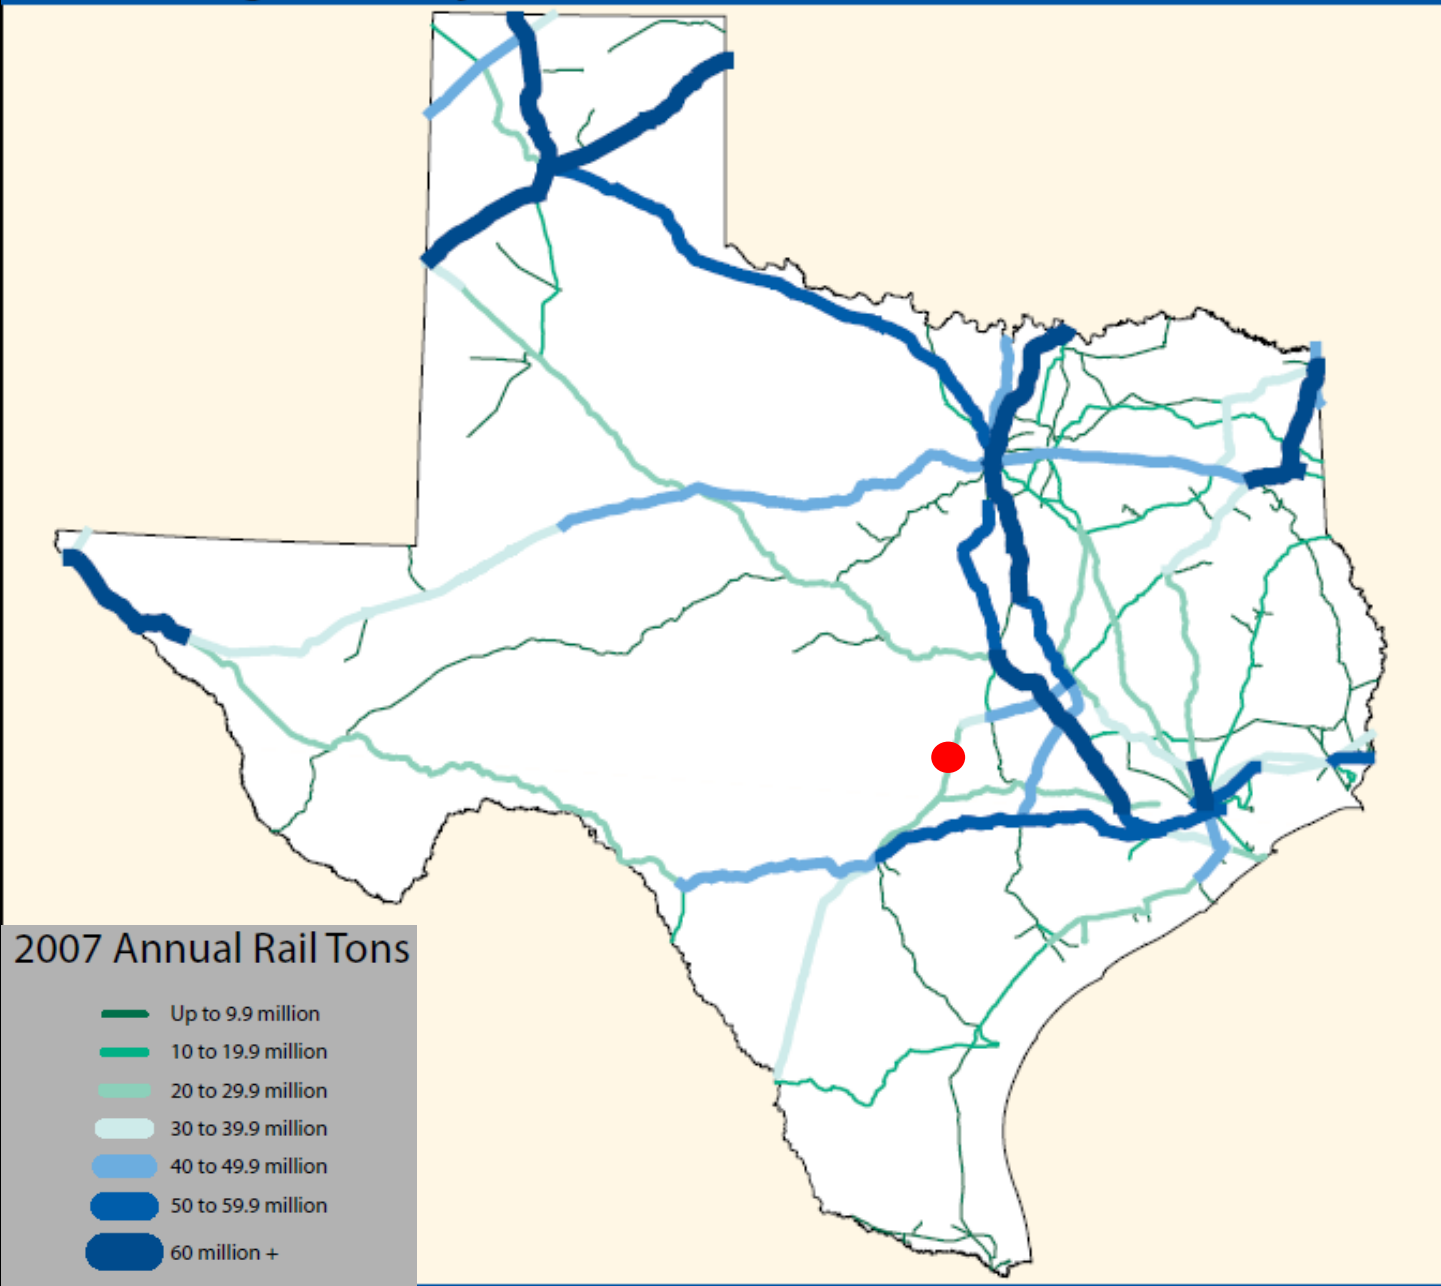 2007 Annual Rail Tons
Up to 9.9 million
10 to 19.9 million
20 to 29.9 million
30 to 39.9 million
40 to 49.9 million
50 to 59.9 million
60 million +